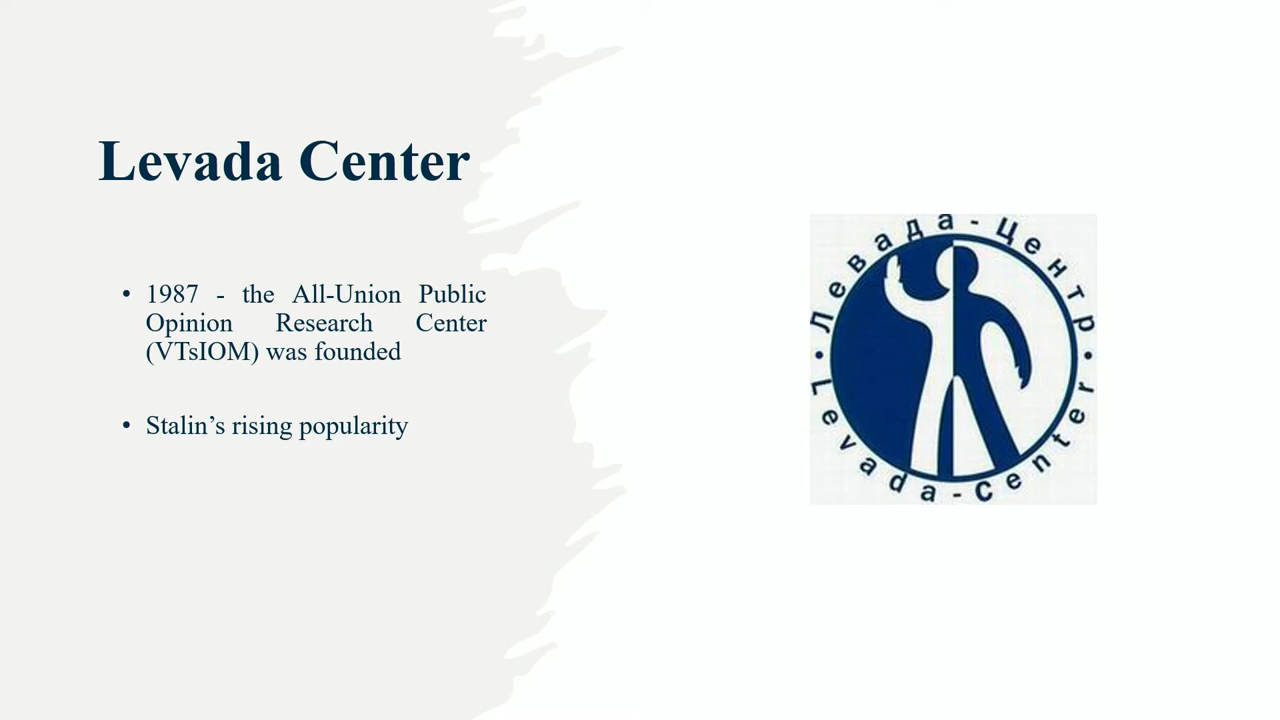 Levada Center
• 1987 - the All-Union Public
Opinion Research Center
(VTsIOM) was founded
• Stalin’s rising popularity
Левада-Центр
• Levada-Center •